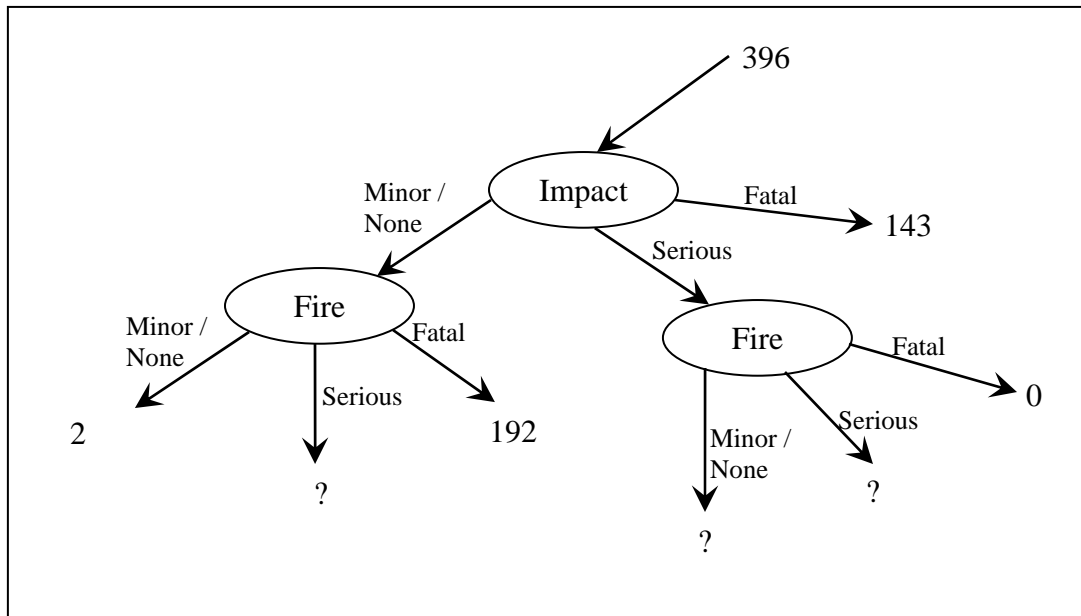 396
Impact
Minor /
None
Fatal
143
Serious
Fire
Minor /
None
Serious
Fatal
2
?
192
Fire
Fatal
0
Serious
?
Minor /
None
?